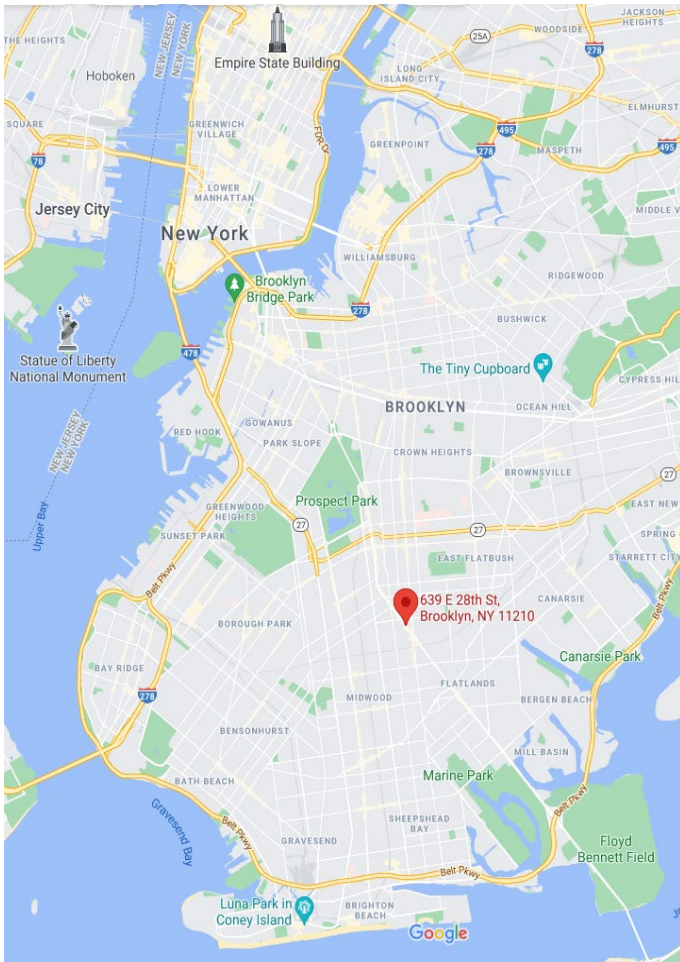 JACKSON
HEIGHTS
THE HEIGHTS
NEW JERSEY
NEW YORK
25A
WOODSIDE
278
Empire State Building
Hoboken
LONG
ISLAND CITY
ELMHURST
SQUARE
GREENWICH
VILLAGE
FDR Dr
495
GREENPOINT
278
MASPETH
495
78
LOWER
MANHATTAN
Jersey City
MIDDLE V
New York
WILLIAMSBURG
RIDGEWOOD
Brooklyn
Bridge Park
278
BUSHWICK
478
Statue of Liberty
National Monument
The Tiny Cupboard
CYPRESS HIL
BROOKLYN
OCEAN HILL
NEW JERSEY
NEW YORK
RED HOOK
GOWANUS
PARK SLOPE
CROWN HEIGHTS
BROWNSVILLE
27
Prospect Park
Upper Bay
GREENWOOD
HEIGHTS
EAST NEW
27
27
SUNSET PARK
SPRING
STARRETT CITY
EAST FLATBUSH
Belt Pkwy
639 E 28th St,
Brooklyn, NY 11210
CANARSIE
Belt Pkwy
BOROUGH PARK
Canarsie Park
BAY RIDGE
278
FLATLANDS
MIDWOOD
BERGEN BEACH
BENSONHURST
MILL BASIN
BATH BEACH
Marine Park
Belt Pkwy
Gravesend
Bay
Belt Pkwy
SHEEPSHEAD
BAY
GRAVESEND
Floyd
Bennett Field
Belt Pkwy
Luna Park in
Coney Island
BRIGHTON
BEACH
Google